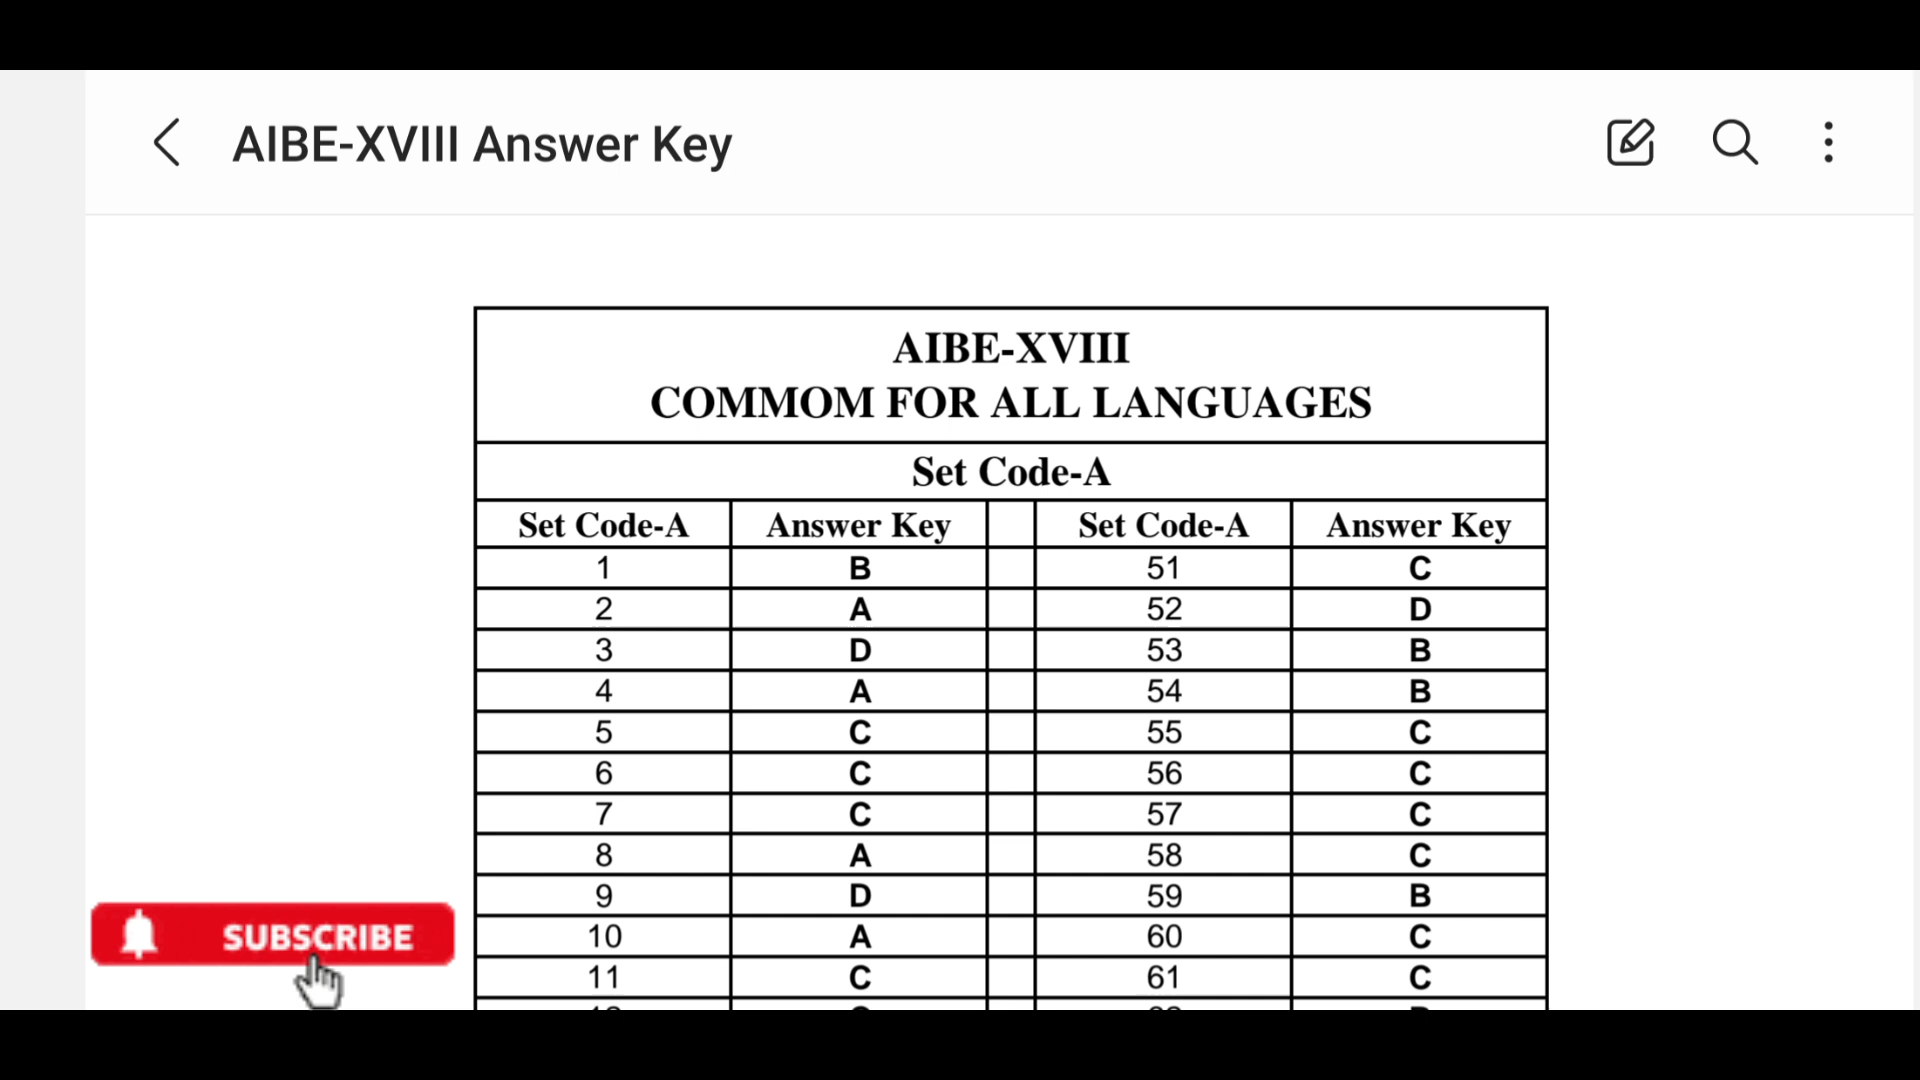 AIBE-XVIII Answer Key
AIBE-XVIII
COMMOM FOR ALL LANGUAGES
Set Code-A
Set Code-A Answer Key Set Code-A Answer Key
1 B 51 C
2 A 52 D
3 D 53 B
4 A 54 B
5 C 55 C
6 C 56 C
7 C 57 C
8 A 58 C
9 D 59 B
10 A 60 C
11 C 61 C
SUBSCRIBE